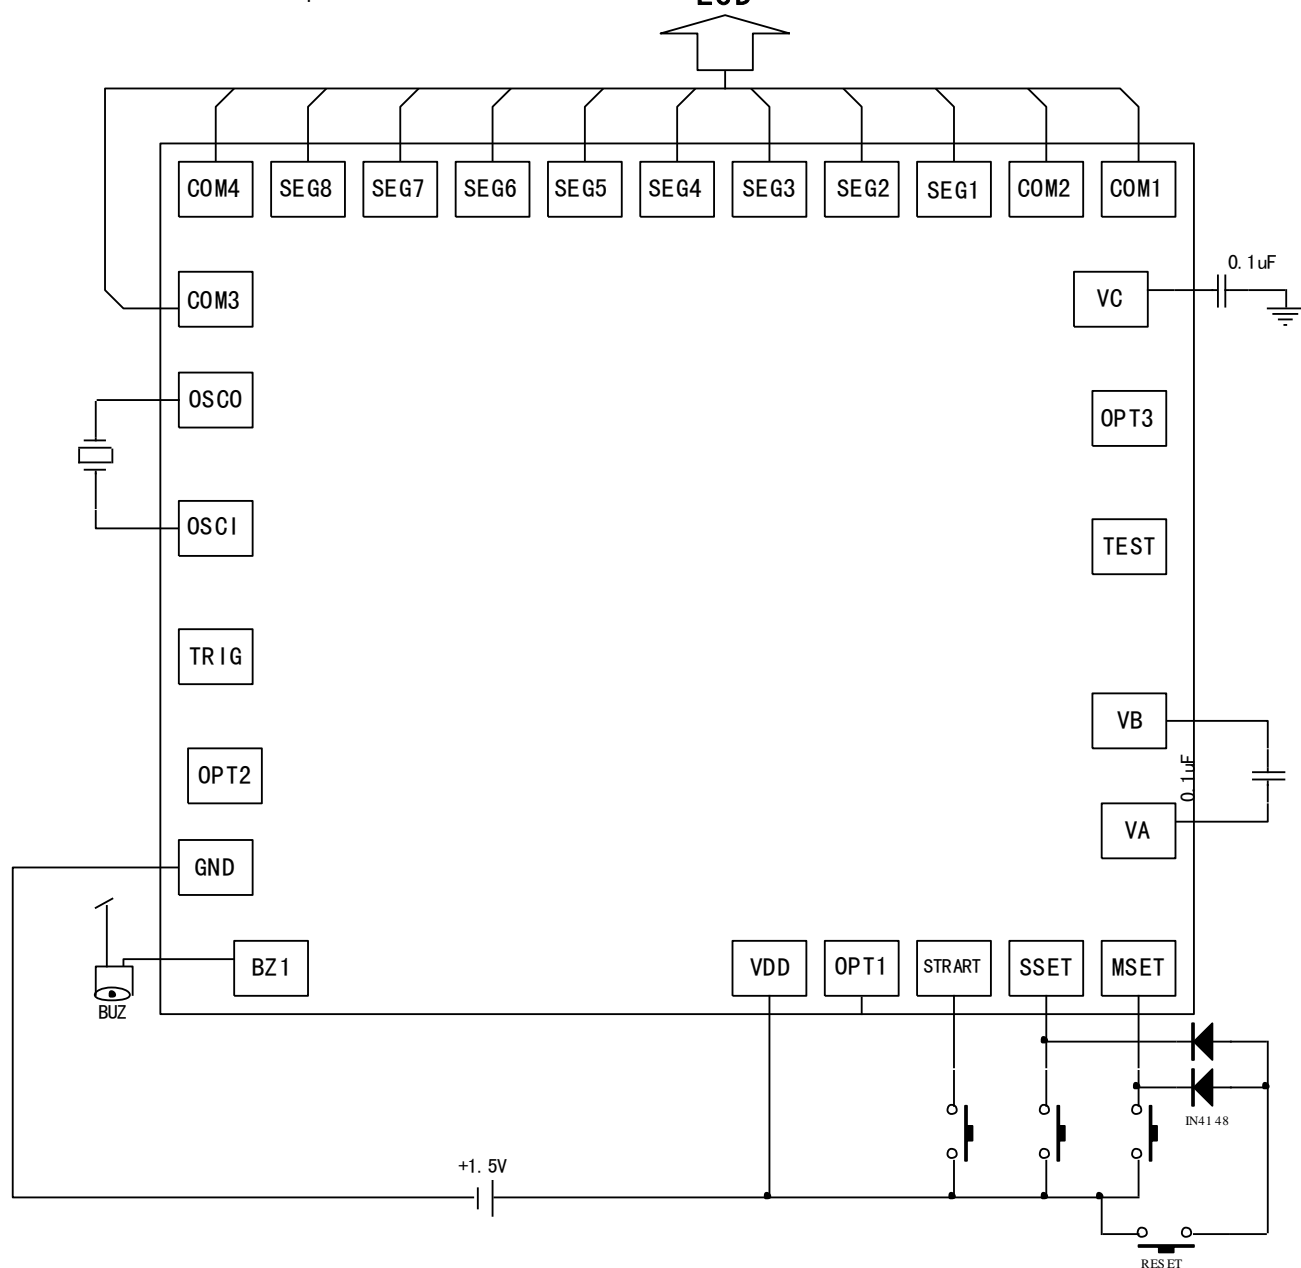 COM4 SEG8 SEG7 SEG6 SEG5 SEG4 SEG3 SEG2 SEG1 COM2 COM1
0.1uF
COM3
VC
OSCO
OPT3
OSCI
TEST
TRIG
VB
0.1uF
OPT2
VA
GND
BZ1
VDD
OPT1
STRART
SSET
MSET
BUZ
IN4148
+1.5V
RESET